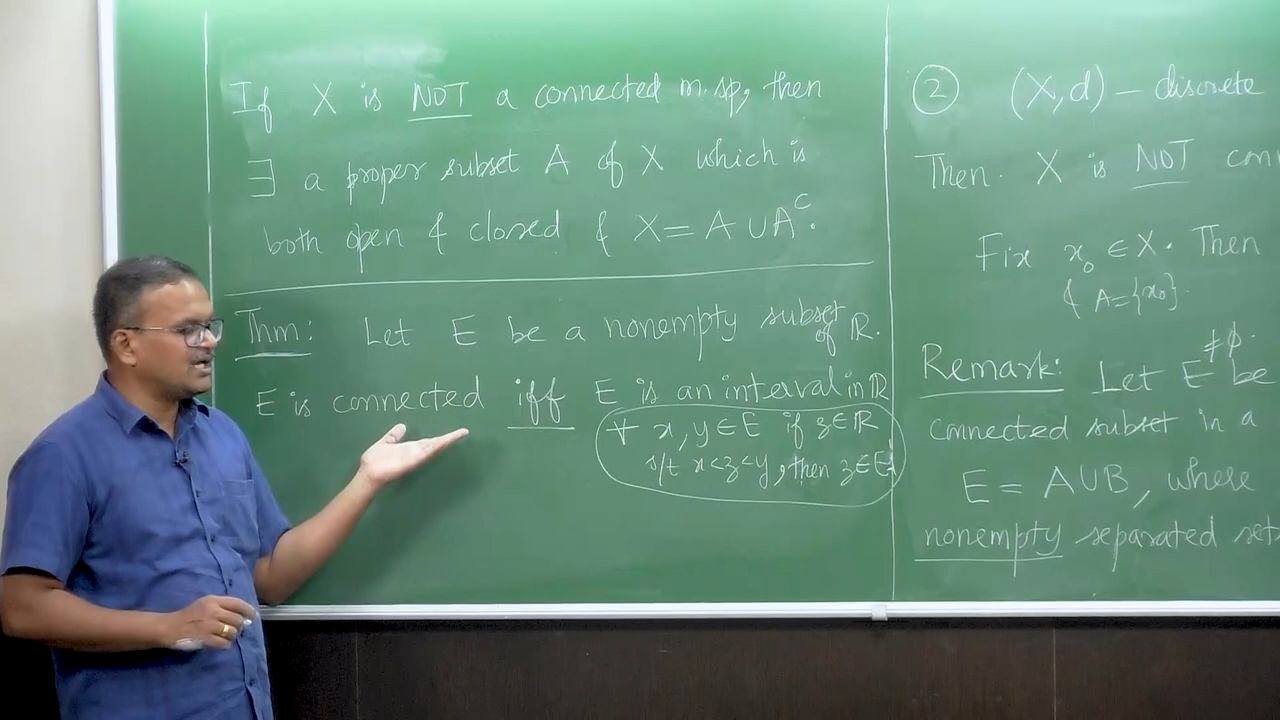 If X is NOT a connected m.sp, then
∃ a proper subset A of X which is
both open & closed & X = A ∪ Aᶜ.
Thm: Let E be a nonempty subset of ℝ.
E is connected iff E is an interval in ℝ
∀ x, y ∈ E if z ∈ ℝ
s/t x < z < y, then z ∈ E.
② (X, d) – discrete
Then. X is NOT con
Fix x₀ ∈ X. Then
& A = {x₀}.
Remark: Let E ≠ φ. be
connected subset in a
E = A ∪ B, where
nonempty separated sets